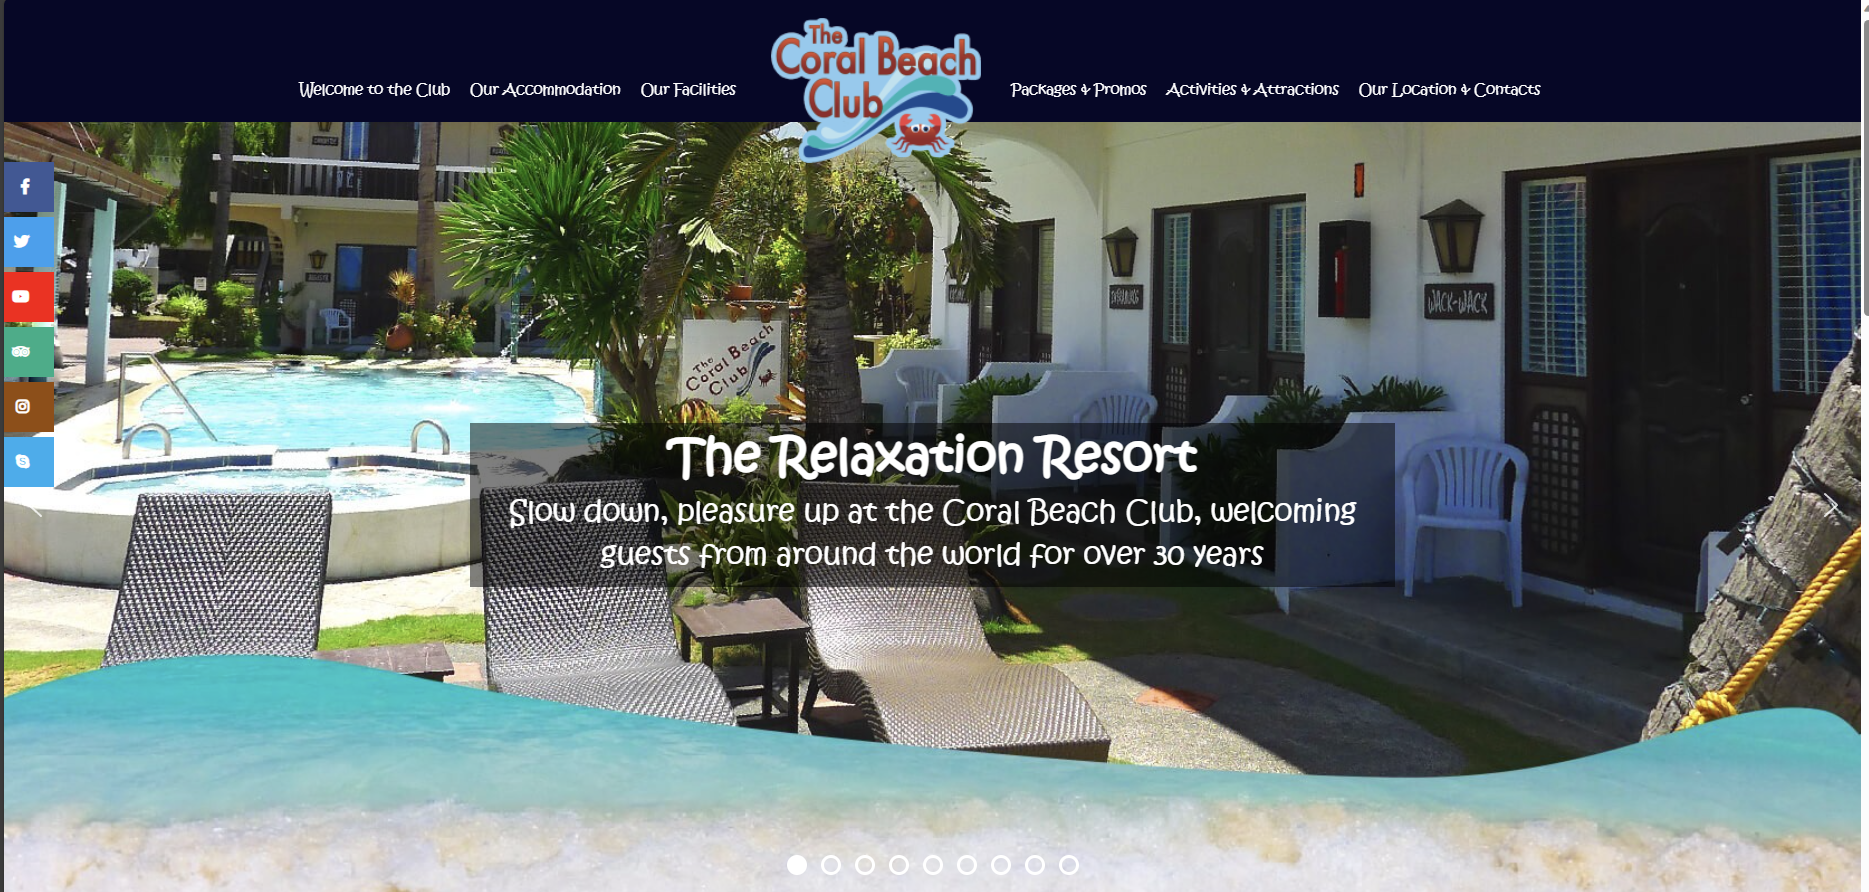 Welcome to the Club
Our Accommodation
Our Facilities
The
Coral Beach
Club
Packages & Promos
Activities & Attractions
Our Location & Contacts
WACK-WACK
The
Coral Beach
Club
The Relaxation Resort
Slow down, pleasure up at the Coral Beach Club, welcoming
guests from around the world for over 30 years